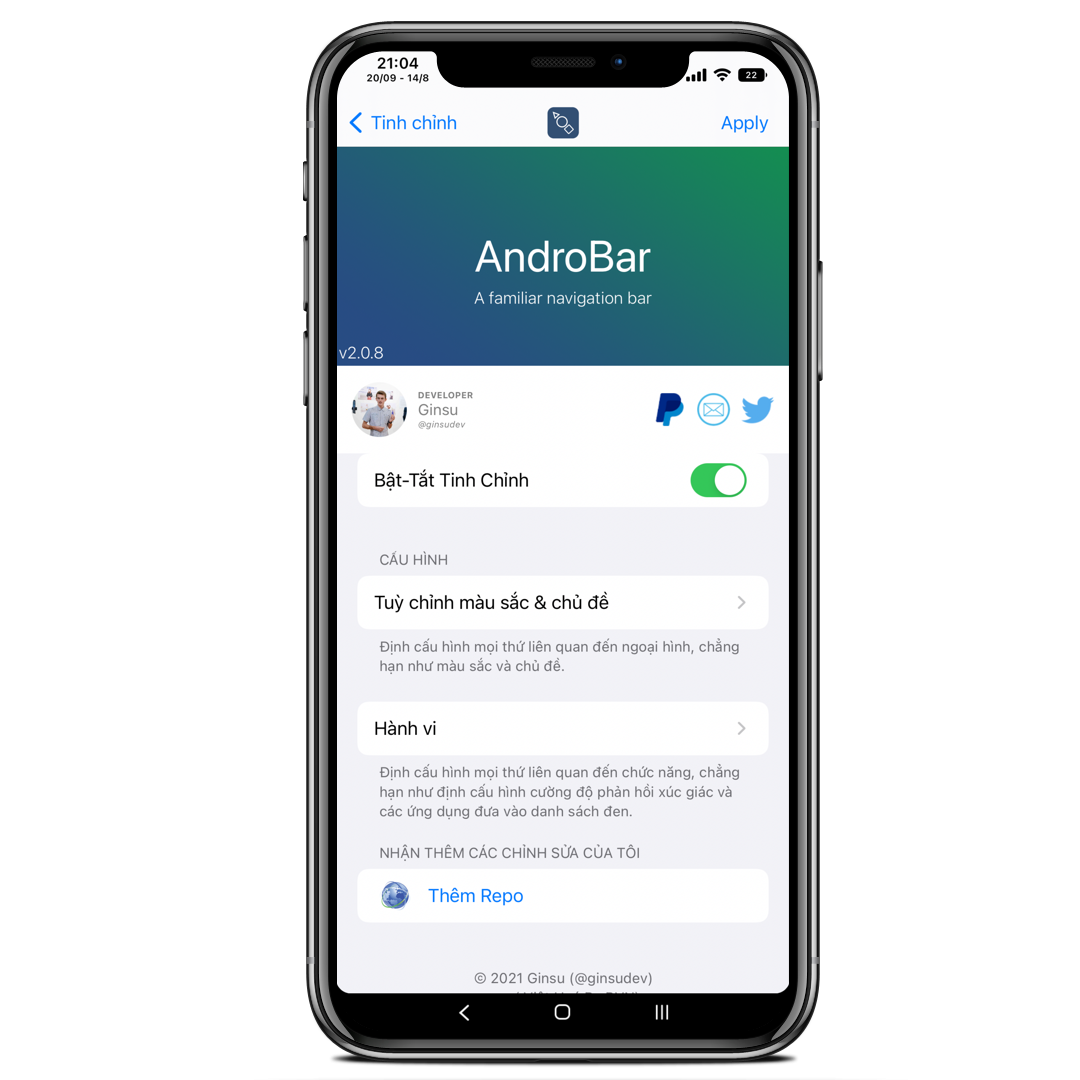 21:04
20/09 - 14/8
22
Tinh chỉnh
Apply
AndroBar
A familiar navigation bar
v2.0.8
DEVELOPER
Ginsu
@ginsudev
Bật-Tắt Tinh Chỉnh
CẤU HÌNH
Tuỳ chỉnh màu sắc & chủ đề
Định cấu hình mọi thứ liên quan đến ngoại hình, chẳng
hạn như màu sắc và chủ đề.
Hành vi
Định cấu hình mọi thứ liên quan đến chức năng, chẳng
hạn như định cấu hình cường độ phản hồi xúc giác và
các ứng dụng đưa vào danh sách đen.
NHẬN THÊM CÁC CHỈNH SỬA CỦA TÔI
Thêm Repo
© 2021 Ginsu (@ginsudev)